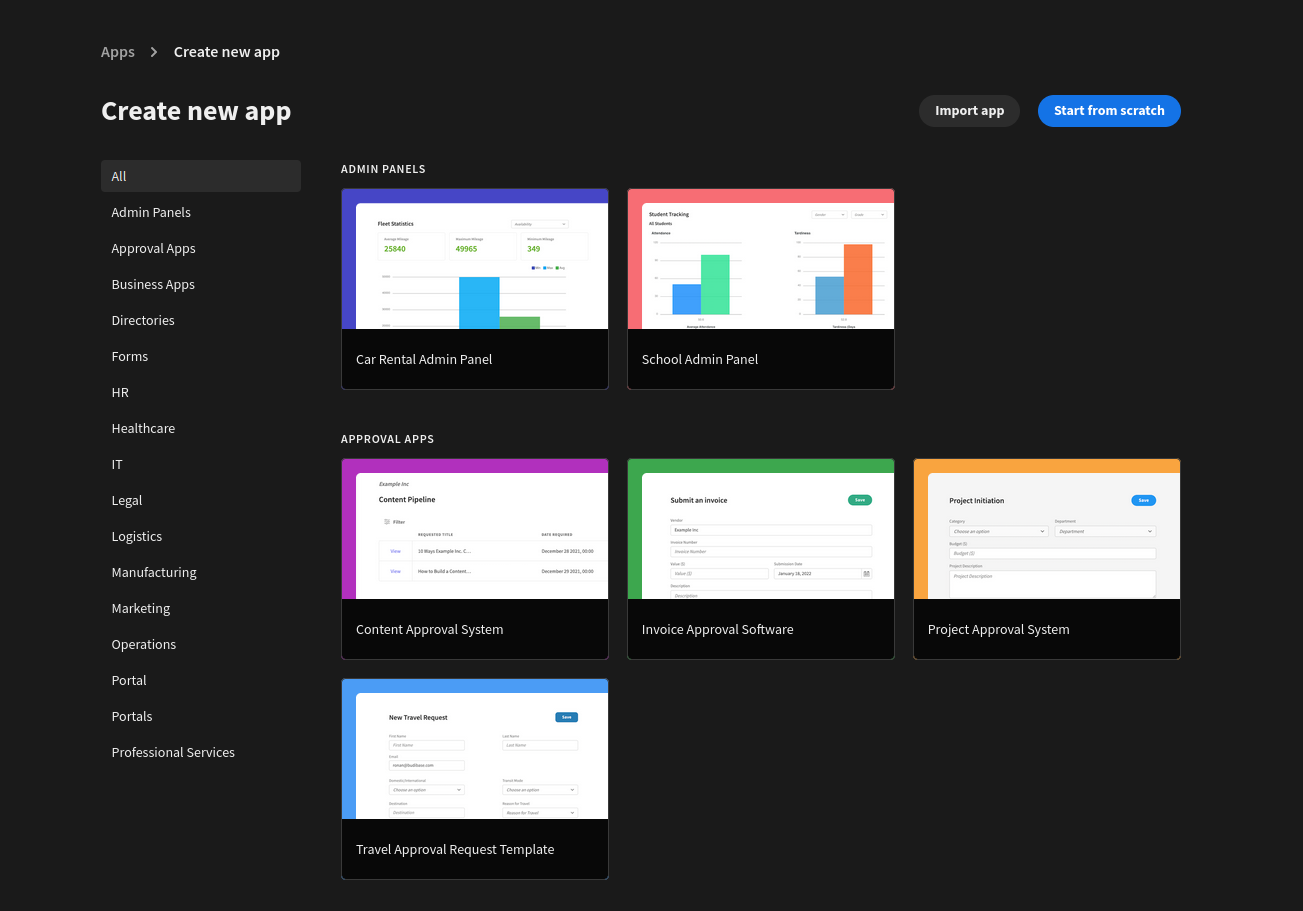 Apps > Create new app
Create new app
Import app
Start from scratch
All
Admin Panels
Approval Apps
Business Apps
Directories
Forms
HR
Healthcare
IT
Legal
Logistics
Manufacturing
Marketing
Operations
Portal
Portals
Professional Services
ADMIN PANELS
Fleet Statistics
Availability
Average Mileage
Maximum Mileage
Minimum Mileage
25840
49965
349
Car Rental Admin Panel
Student Tracking
All Students
Attendance
Tardiness
Average Attendance
Tardiness (Days)
School Admin Panel
APPROVAL APPS
Example Inc
Content Pipeline
Filter
REQUESTED TITLE
DATE REQUIRED
View
10 Ways Example Inc. C...
December 28 2021, 00:00
View
How to Build a Content...
December 29 2021, 00:00
Content Approval System
Submit an invoice
Save
Vendor
Example Inc
Invoice Number
Invoice Number
Value ($)
Submission Date
Value ($)
January 28, 2022
Description
Description
Invoice Approval Software
Project Initiation
Save
Category
Department
Choose an option
Department
Budget ($)
Budget ($)
Project Description
Project Description
Project Approval System
New Travel Request
Save
First Name
Last Name
First Name
Last Name
Email
Domestic/International
Travel Mode
Choose an option
Choose an option
Destination
Reason for Travel
Destination
Reason for Travel
Travel Approval Request Template